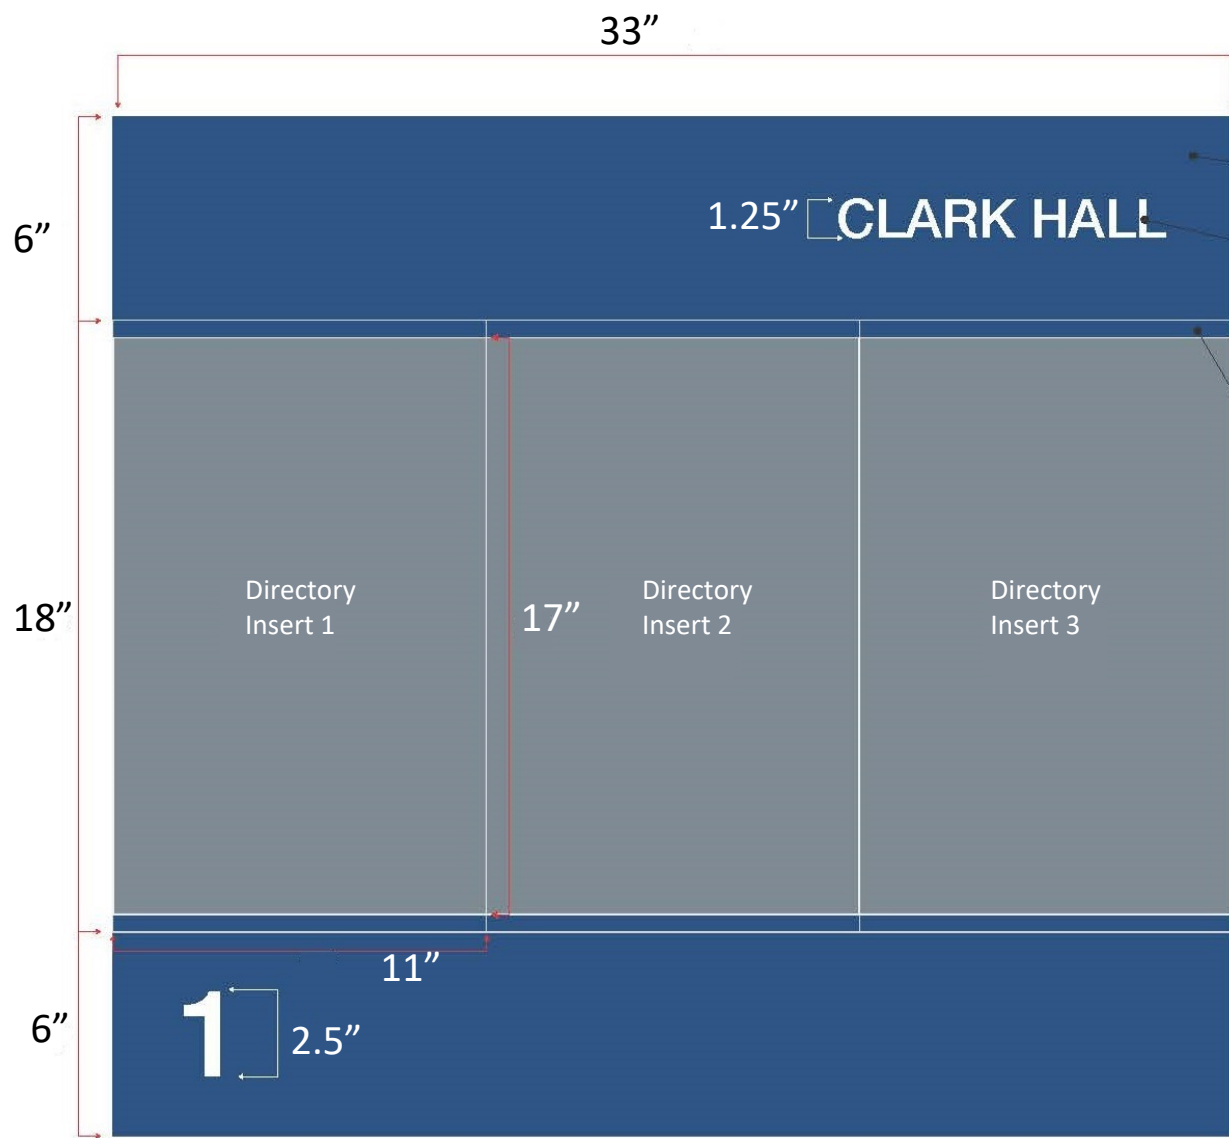 33”
6”
1.25” CLARK HALL
18”
Directory
Insert 1
17”
Directory
Insert 2
Directory
Insert 3
11”
6”
1
2.5”